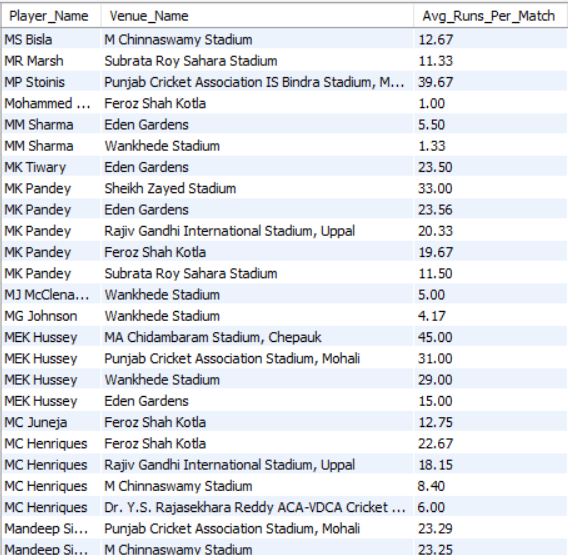 Player_Name Venue_Name Avg_Runs_Per_Match
MS Bisla M Chinnaswamy Stadium 12.67
MR Marsh Subrata Roy Sahara Stadium 11.33
MP Stoinis Punjab Cricket Association IS Bindra Stadium, M... 39.67
Mohammed ... Feroz Shah Kotla 1.00
MM Sharma Eden Gardens 5.50
MM Sharma Wankhede Stadium 1.33
MK Tiwary Eden Gardens 23.50
MK Pandey Sheikh Zayed Stadium 33.00
MK Pandey Eden Gardens 23.56
MK Pandey Rajiv Gandhi International Stadium, Uppal 20.33
MK Pandey Feroz Shah Kotla 19.67
MK Pandey Subrata Roy Sahara Stadium 11.50
MJ McClena... Wankhede Stadium 5.00
MG Johnson Wankhede Stadium 4.17
MEK Hussey MA Chidambaram Stadium, Chepauk 45.00
MEK Hussey Punjab Cricket Association Stadium, Mohali 31.00
MEK Hussey Wankhede Stadium 29.00
MEK Hussey Eden Gardens 15.00
MC Juneja Feroz Shah Kotla 12.75
MC Henriques Feroz Shah Kotla 22.67
MC Henriques Rajiv Gandhi International Stadium, Uppal 18.15
MC Henriques M Chinnaswamy Stadium 8.40
MC Henriques Dr. Y.S. Rajasekhara Reddy ACA-VDCA Cricket ... 6.00
Mandeep Si... Punjab Cricket Association Stadium, Mohali 23.29
Mandeep Si... M Chinnaswamy Stadium 23.25